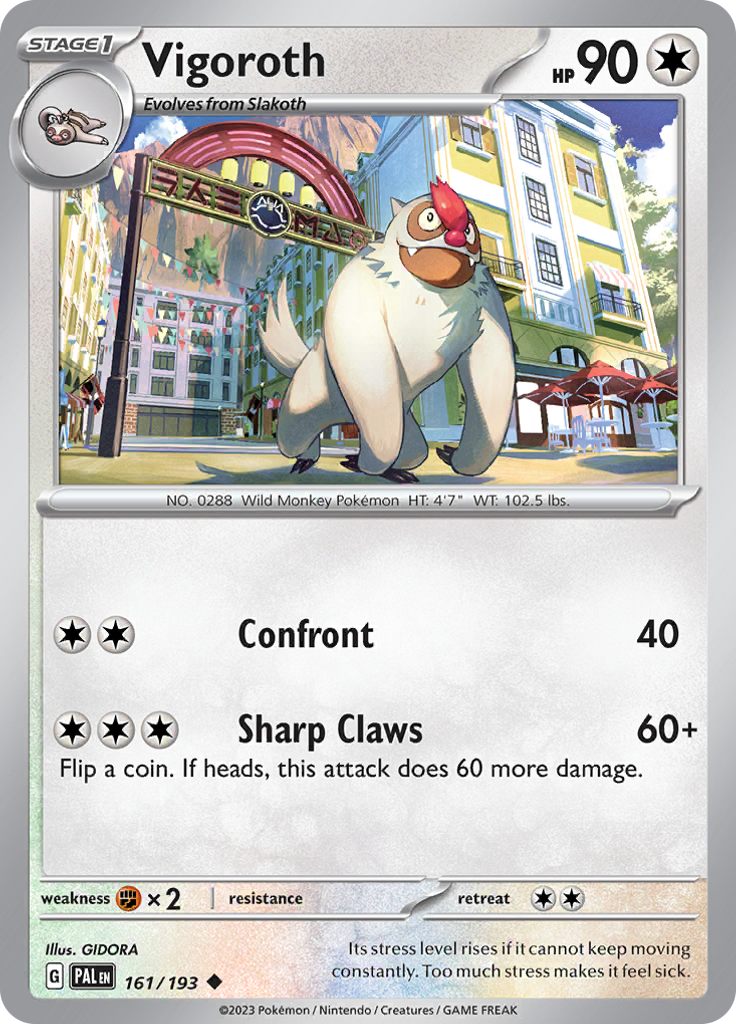 STAGE1
Vigoroth
HP 90
Evolves from Slakoth
NO. 0288 Wild Monkey Pokémon HT: 4'7" WT: 102.5 lbs.
Confront 40
Sharp Claws 60+
Flip a coin. If heads, this attack does 60 more damage.
weakness ×2 resistance retreat
Illus. GIDORA
Its stress level rises if it cannot keep moving
constantly. Too much stress makes it feel sick.
G PAL EN 161/193
©2023 Pokémon / Nintendo / Creatures / GAME FREAK